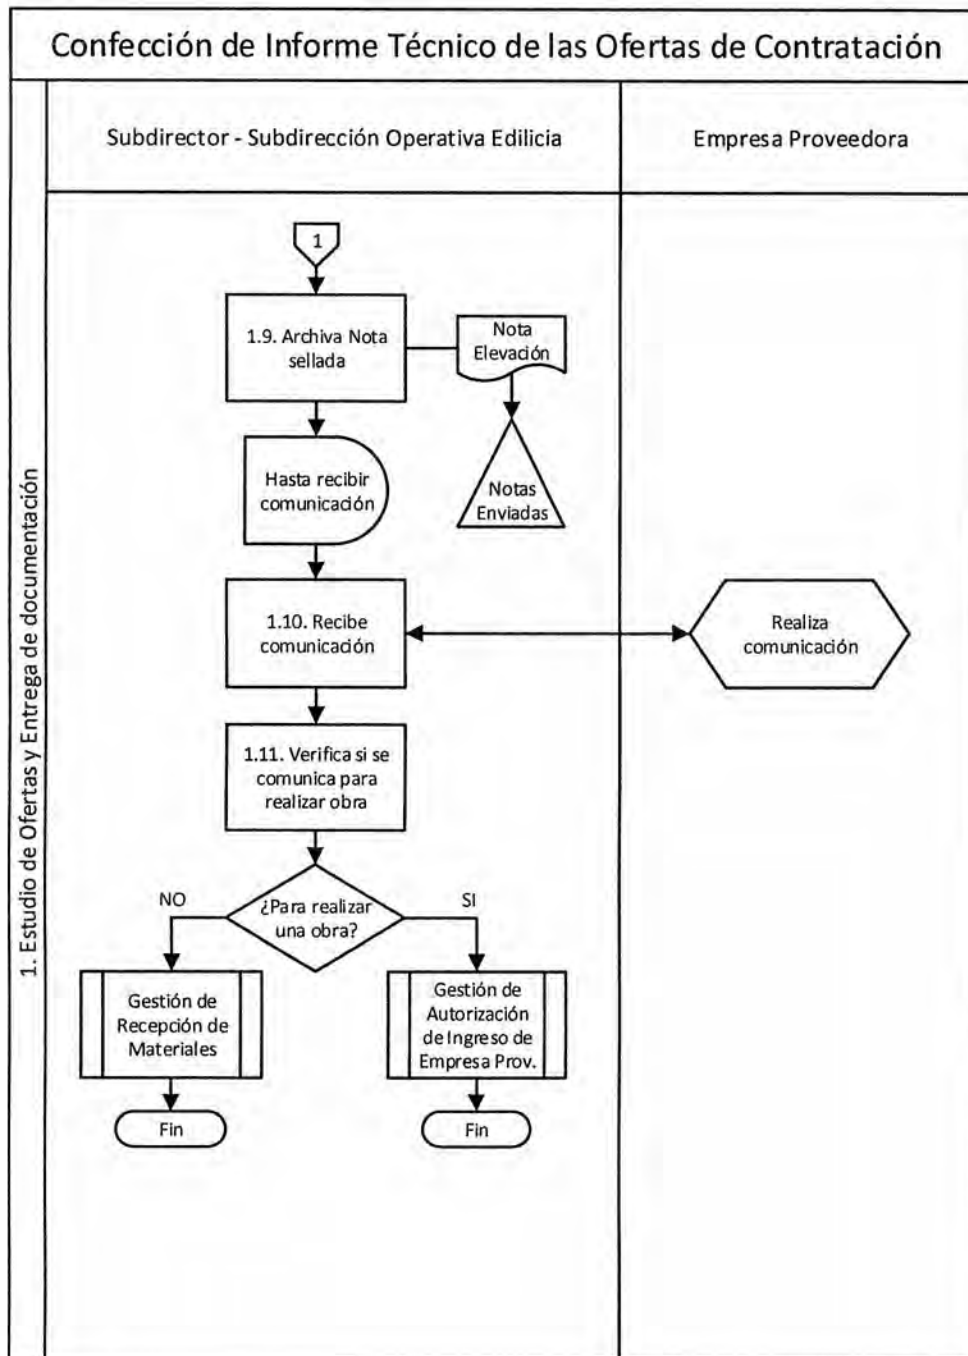 Confección de Informe Técnico de las Ofertas de Contratación
1. Estudio de Ofertas y Entrega de documentación
Subdirector - Subdirección Operativa Edilicia
Empresa Proveedora
1
1.9. Archiva Nota
sellada
Nota
Elevación
Hasta recibir
comunicación
Notas
Enviadas
1.10. Recibe
comunicación
Realiza
comunicación
1.11. Verifica si se
comunica para
realizar obra
¿Para realizar
una obra?
NO
SI
Gestión de
Recepción de
Materiales
Gestión de
Autorización
de Ingreso de
Empresa Prov.
Fin
Fin